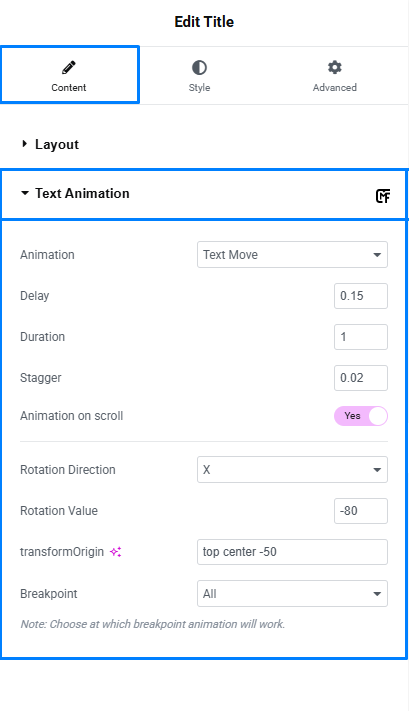 Edit Title
Content Style Advanced
Layout
Text Animation
Animation Text Move
Delay 0.15
Duration 1
Stagger 0.02
Animation on scroll Yes
Rotation Direction X
Rotation Value -80
transformOrigin top center -50
Breakpoint All
Note: Choose at which breakpoint animation will work.